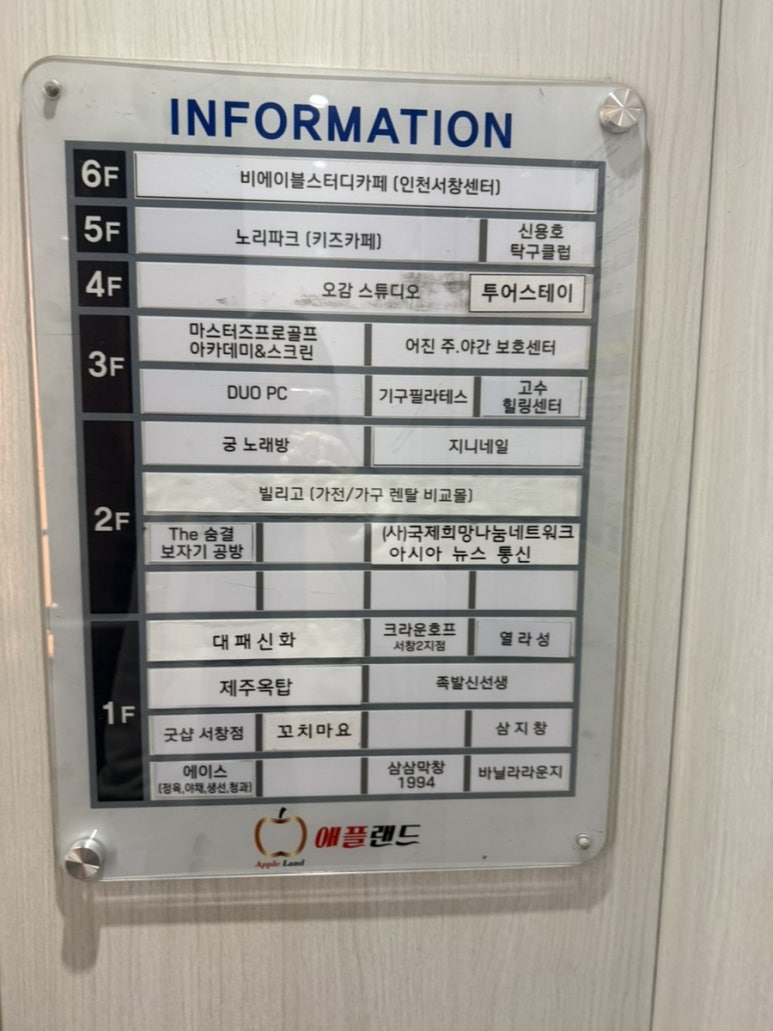 INFORMATION
6F
비에이블스터디카페 (인천서창센터)
5F
노리파크 (키즈카페)
신용호
탁구클럽
4F
오감 스튜디오
투어스테이
3F
마스터즈프로골프
아카데미&스크린
어진 주.야간 보호센터
DUO PC
기구필라테스
고수
힐링센터
2F
궁 노래방
지니네일
빌리고 (가전/가구 렌탈 비교몰)
The 숨결
보자기 공방
(사)국제희망나눔네트워크
아시아 뉴스 통신
1F
대패신화
크라운호프
서창2지점
열라성
제주옥탑
족발신선생
굿샵 서창점
꼬치마요
삼지창
에이스
(정육,야채,생선,청과)
삼삼막창
1994
바닐라라운지
애플랜드
Apple Land